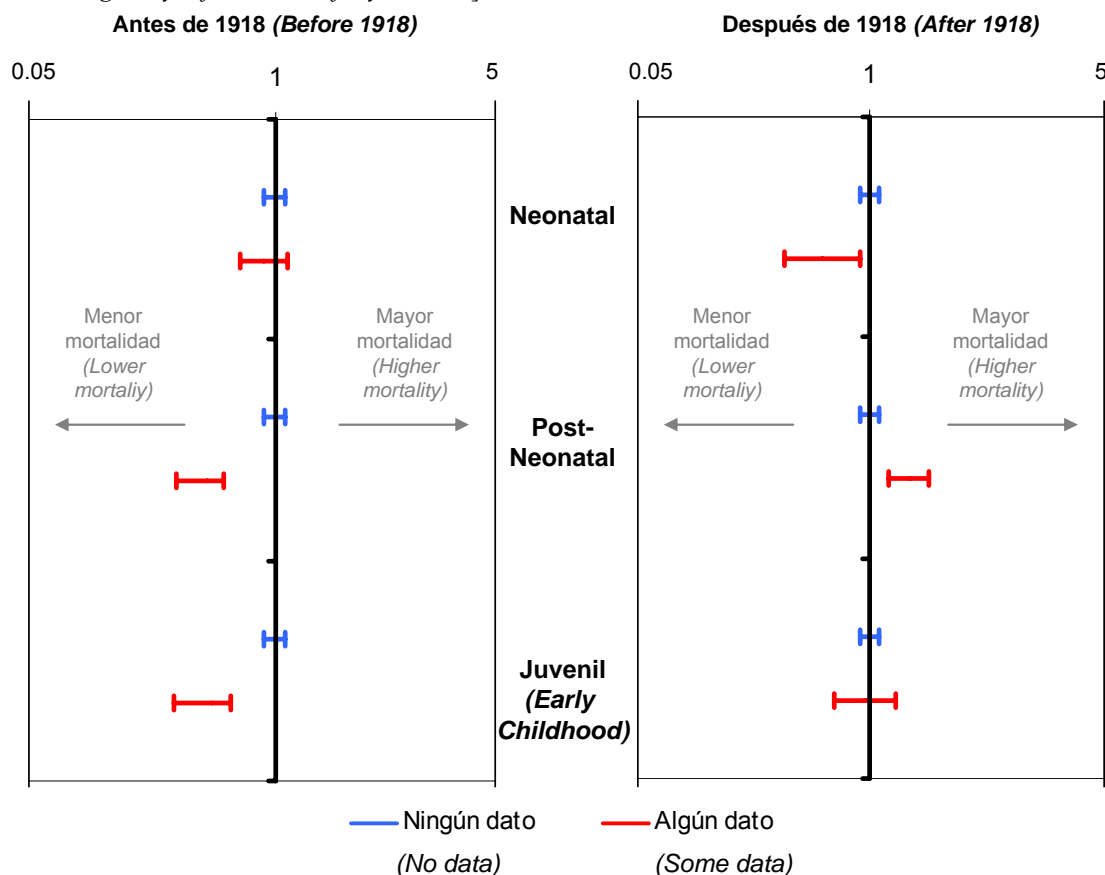 Antes de 1918 (Before 1918)
Después de 1918 (After 1918)
0.05 1 5
0.05 1 5
Neonatal
Menor
mortalidad
(Lower
mortaliy)
Mayor
mortalidad
(Higher
mortality)
Menor
mortalidad
(Lower
mortaliy)
Mayor
mortalidad
(Higher
mortality)
Post-
Neonatal
Juvenil
(Early
Childhood)
Ningún dato
(No data)
Algún dato
(Some data)